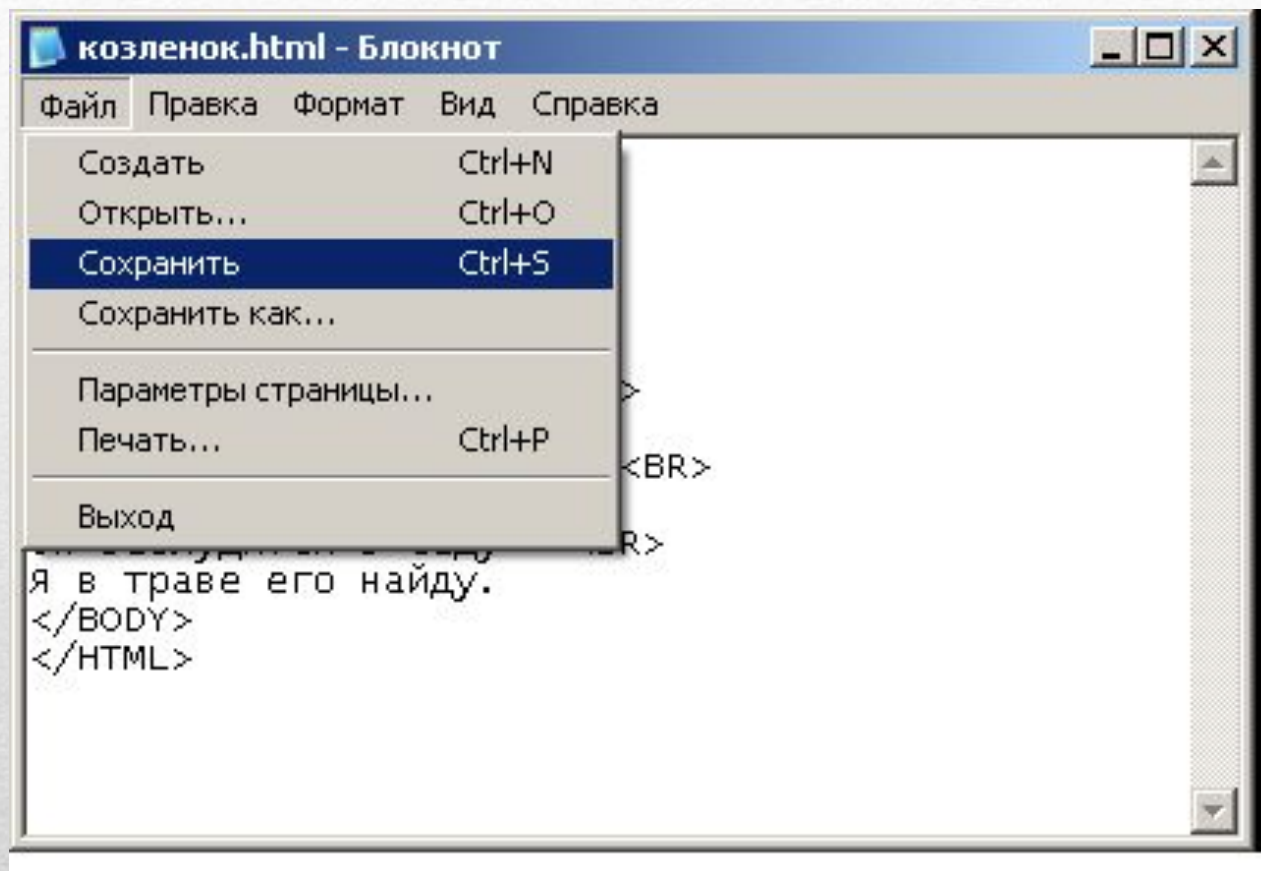 козленок.html - Блокнот
Файл Правка Формат Вид Справка
Создать Ctrl+N
Открыть... Ctrl+O
Сохранить Ctrl+S
Сохранить как...
Параметры страницы...
>
Печать... Ctrl+P
<BR>
Выход
R>
Я в траве его найду.
</BODY>
</HTML>